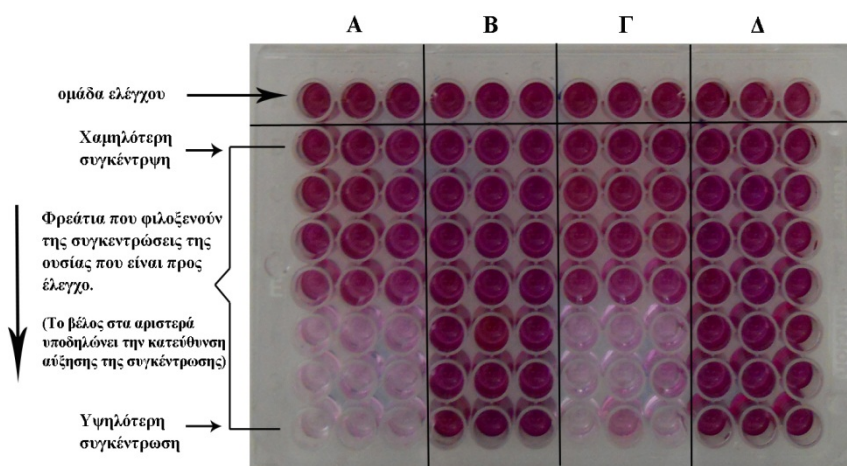 Α Β Γ Δ
ομάδα ελέγχου
Χαμηλότερη
συγκέντρψη
Φρεάτια που φιλοξενούν
της συγκεντρώσεις της
ουσίας που είναι προς
έλεγχο.
(Το βέλος στα αριστερά
υποδηλώνει την κατεύθυνση
αύξησης της συγκέντρωσης)
Υψηλότερη
συγκέντρωση